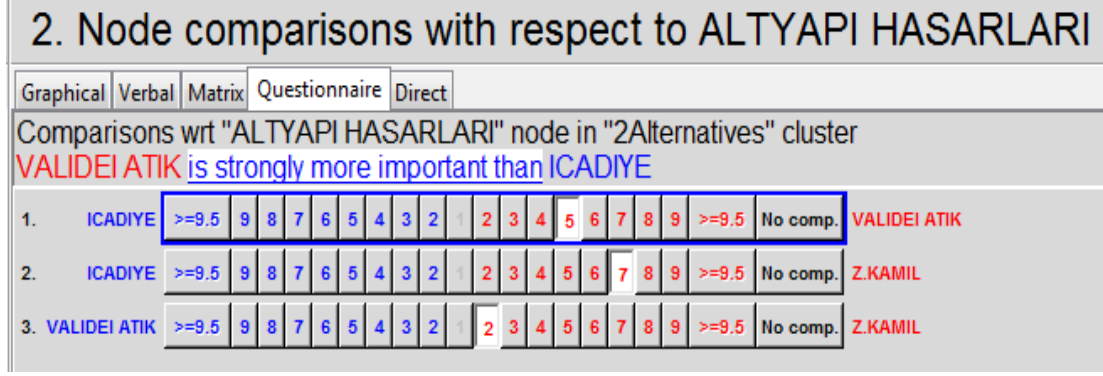 2. Node comparisons with respect to ALTYAPI HASARLARI
Graphical Verbal Matrix Questionnaire Direct
Comparisons wrt "ALTYAPI HASARLARI" node in "2Alternatives" cluster
VALIDEI ATIK is strongly more important than ICADIYE
1. ICADIYE >=9.5 9 8 7 6 5 4 3 2 1 2 3 4 5 6 7 8 9 >=9.5 No comp. VALIDEI ATIK
2. ICADIYE >=9.5 9 8 7 6 5 4 3 2 1 2 3 4 5 6 7 8 9 >=9.5 No comp. Z.KAMIL
3. VALIDEI ATIK >=9.5 9 8 7 6 5 4 3 2 1 2 3 4 5 6 7 8 9 >=9.5 No comp. Z.KAMIL